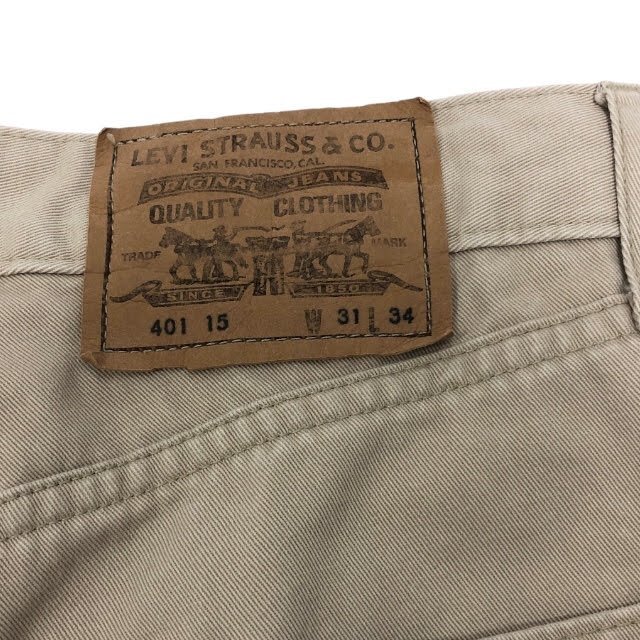 LEVI STRAUSS & CO.
SAN FRANCISCO, CAL.
ORIGINAL JEANS
QUALITY CLOTHING
TRADE MARK
SINCE 1850
401 15 W 31 L 34